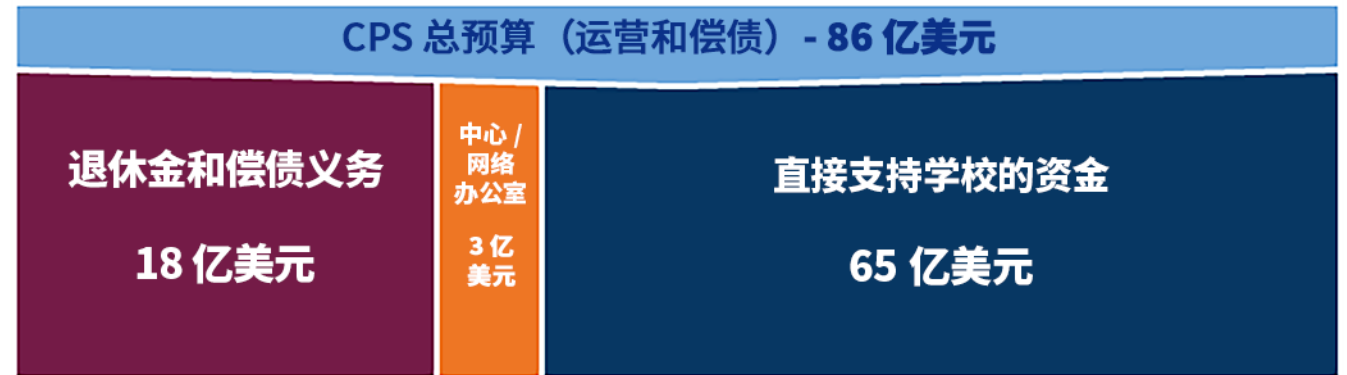 CPS 总预算（运营和偿债）- 86 亿美元
退休金和偿债义务
18 亿美元
中心 /
网络
办公室
3 亿
美元
直接支持学校的资金
65 亿美元